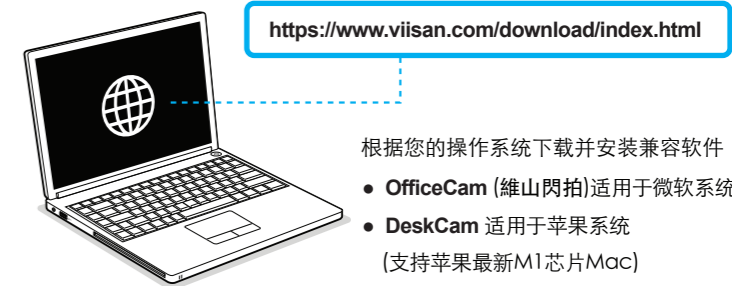 https://www.viisan.com/download/index.html
根据您的操作系统下载并安装兼容软件
● OfficeCam (維山閃拍)适用于微软系统
● DeskCam 适用于苹果系统
(支持苹果最新M1芯片Mac)